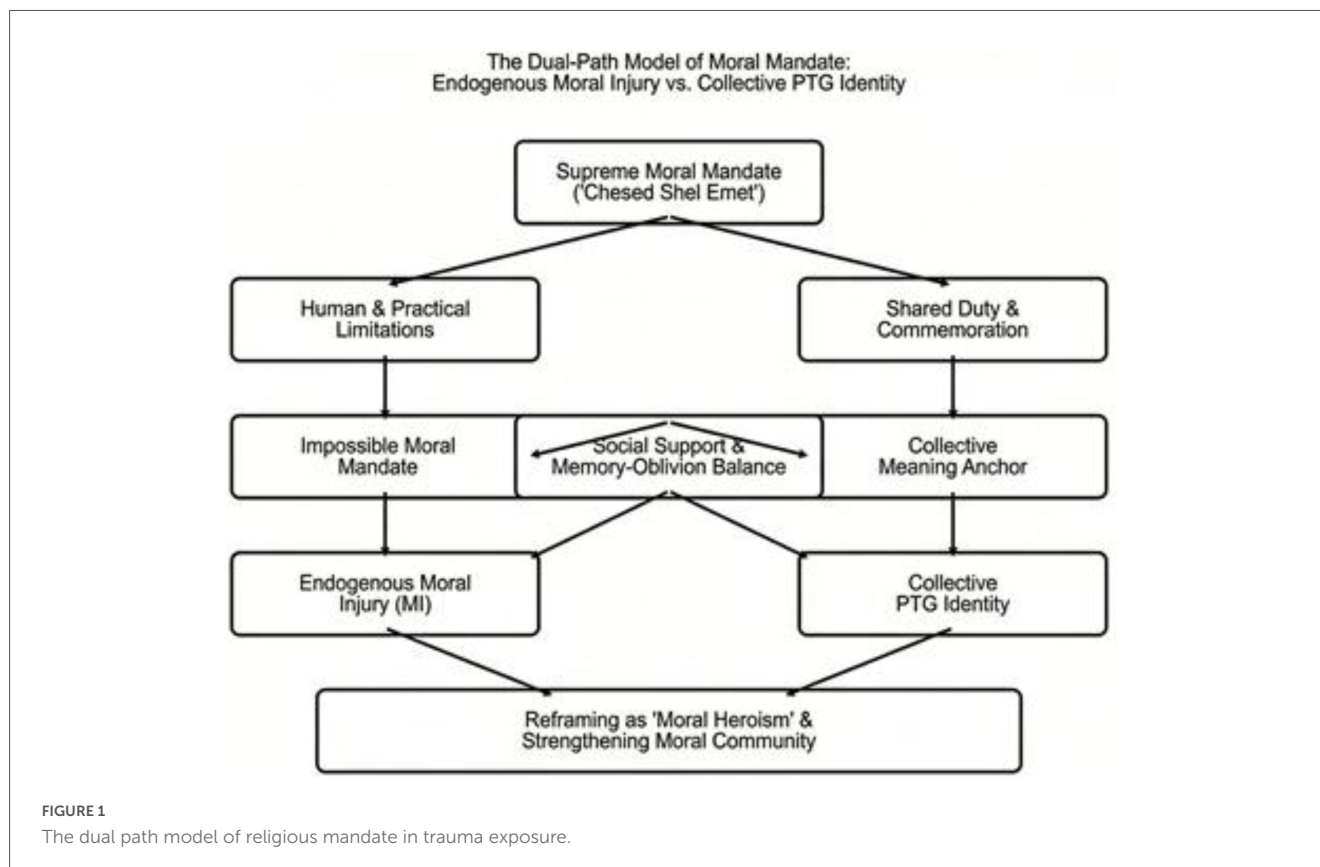 The Dual-Path Model of Moral Mandate:
Endogenous Moral Injury vs. Collective PTG Identity
Supreme Moral Mandate
('Chesed Shel Emet')
Human & Practical
Limitations
Shared Duty &
Commemoration
Impossible Moral
Mandate
Social Support &
Memory-Oblivion Balance
Collective
Meaning Anchor
Endogenous Moral
Injury (MI)
Collective
PTG Identity
Reframing as 'Moral Heroism' &
Strengthening Moral Community
FIGURE 1
The dual path model of religious mandate in trauma exposure.